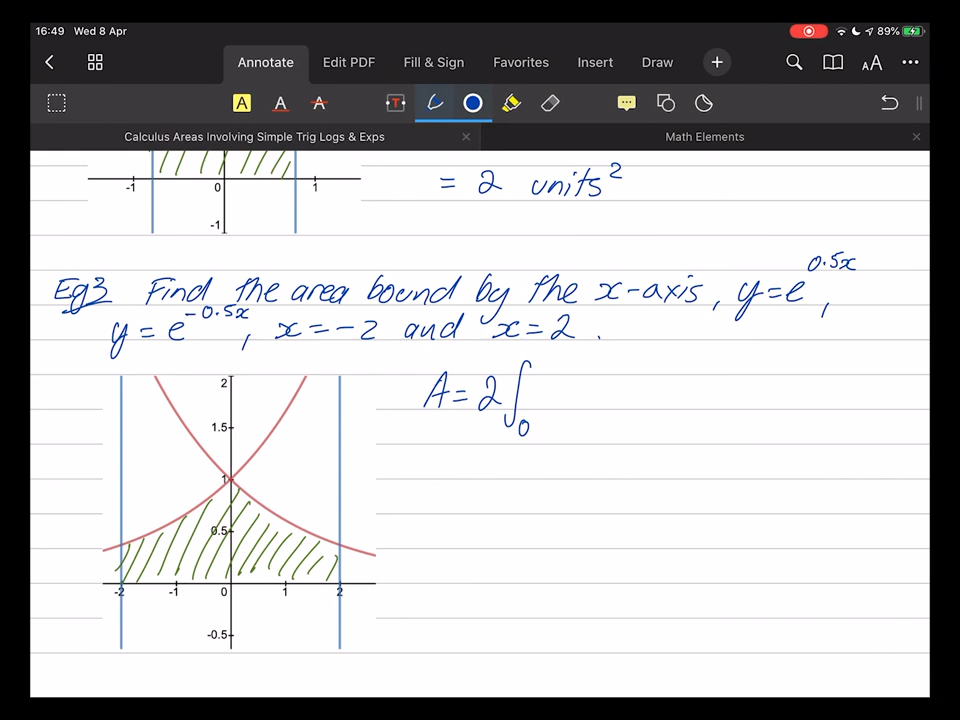 16:49 Wed 8 Apr 89%
Annotate Edit PDF Fill & Sign Favorites Insert Draw
Calculus Areas Involving Simple Trig Logs & Exps Math Elements
-1 0 1
-1
= 2 units²
Eg3 Find the area bound by the x-axis, y=e^0.5x,
y=e^-0.5x, x=-2 and x=2.
A= 2∫₀
2
1.5
1
0.5
-2 -1 0 1 2
-0.5